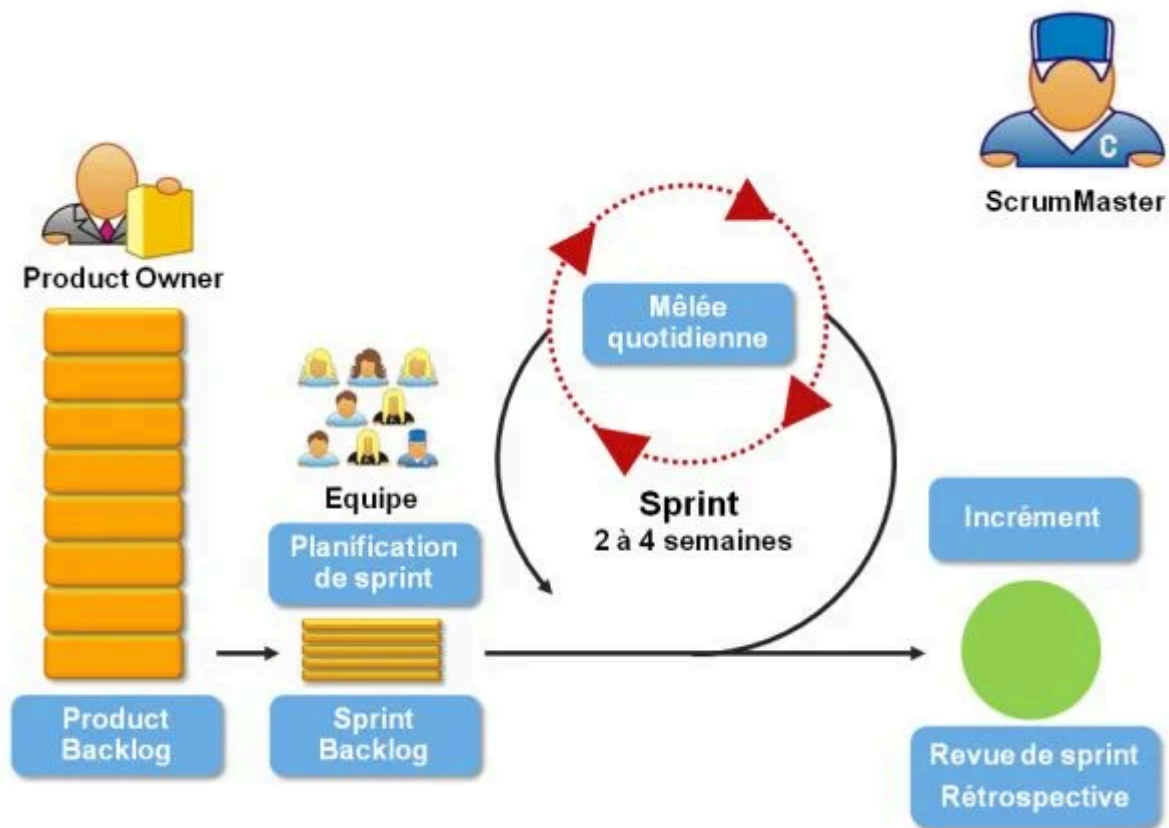 C
ScrumMaster
Product Owner
Mêlée
quotidienne
Equipe
Sprint
2 à 4 semaines
Planification
de sprint
Incrément
Product
Backlog
Sprint
Backlog
Revue de sprint
Rétrospective